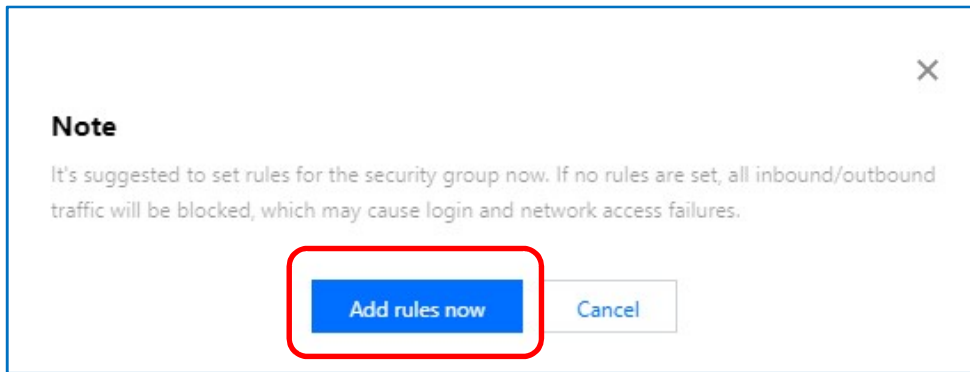 Note
It's suggested to set rules for the security group now. If no rules are set, all inbound/outbound
traffic will be blocked, which may cause login and network access failures.
Add rules now
Cancel